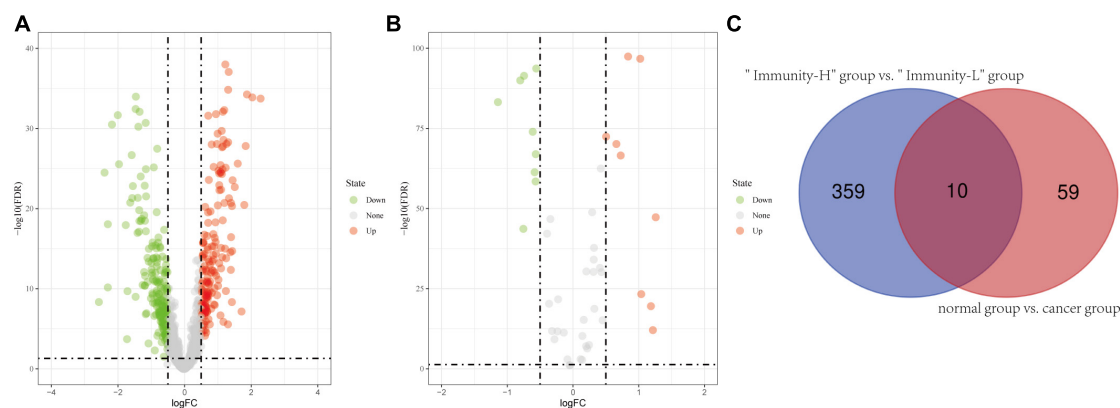 A
40
30
20
10
0
−log10(FDR)
−4
−2
0
2
4
logFC
State
Down
None
Up
B
100
75
50
25
0
−log10(FDR)
−2
−1
0
1
2
logFC
State
Down
None
Up
C
" Immunity-H" group vs. " Immunity-L" group
359
10
59
normal group vs. cancer group